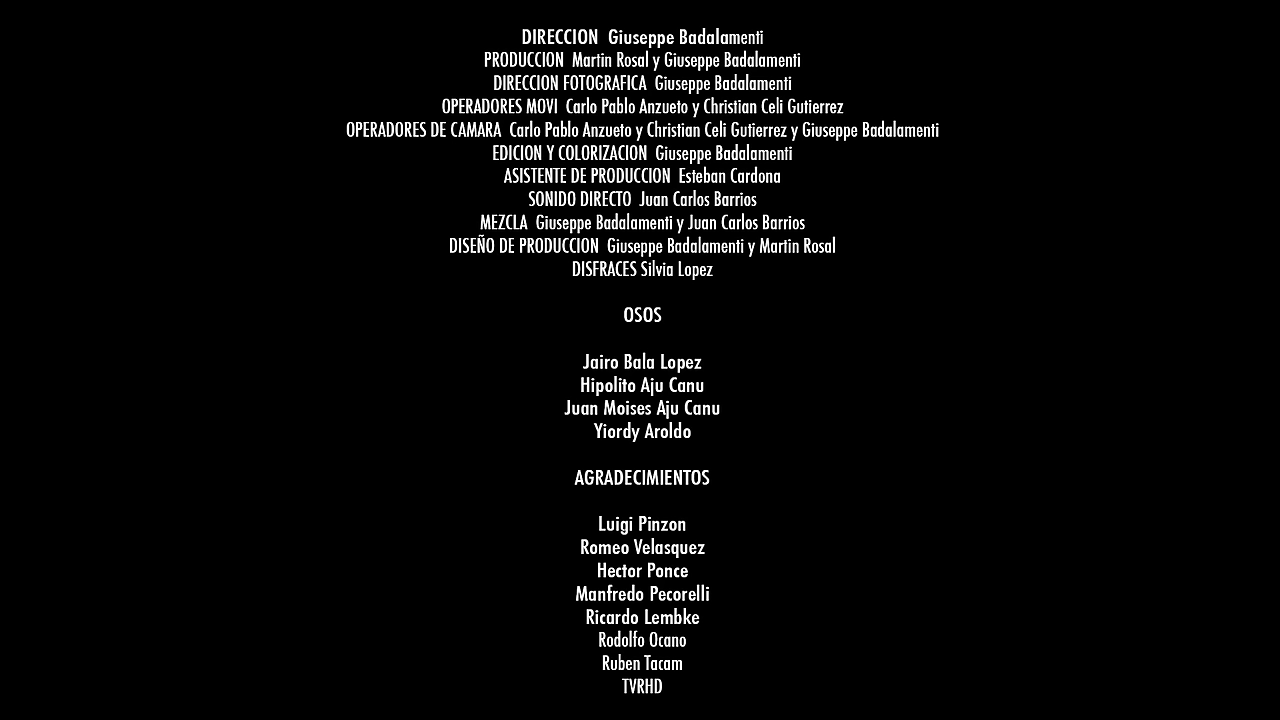 DIRECCION Giuseppe Badalamenti
PRODUCCION Martin Rosal y Giuseppe Badalamenti
DIRECCION FOTOGRAFICA Giuseppe Badalamenti
OPERADORES MOVI Carlo Pablo Anzueto y Christian Celi Gutierrez
OPERADORES DE CAMARA Carlo Pablo Anzueto y Christian Celi Gutierrez y Giuseppe Badalamenti
EDICION Y COLORIZACION Giuseppe Badalamenti
ASISTENTE DE PRODUCCION Esteban Cardona
SONIDO DIRECTO Juan Carlos Barrios
MEZCLA Giuseppe Badalamenti y Juan Carlos Barrios
DISEÑO DE PRODUCCION Giuseppe Badalamenti y Martin Rosal
DISFRACES Silvia Lopez
OSOS
Jairo Bala Lopez
Hipolito Aju Canu
Juan Moises Aju Canu
Yiordy Aroldo
AGRADECIMIENTOS
Luigi Pinzon
Romeo Velasquez
Hector Ponce
Manfredo Pecorelli
Ricardo Lembke
Rodolfo Ocano
Ruben Tacam
TVRHD